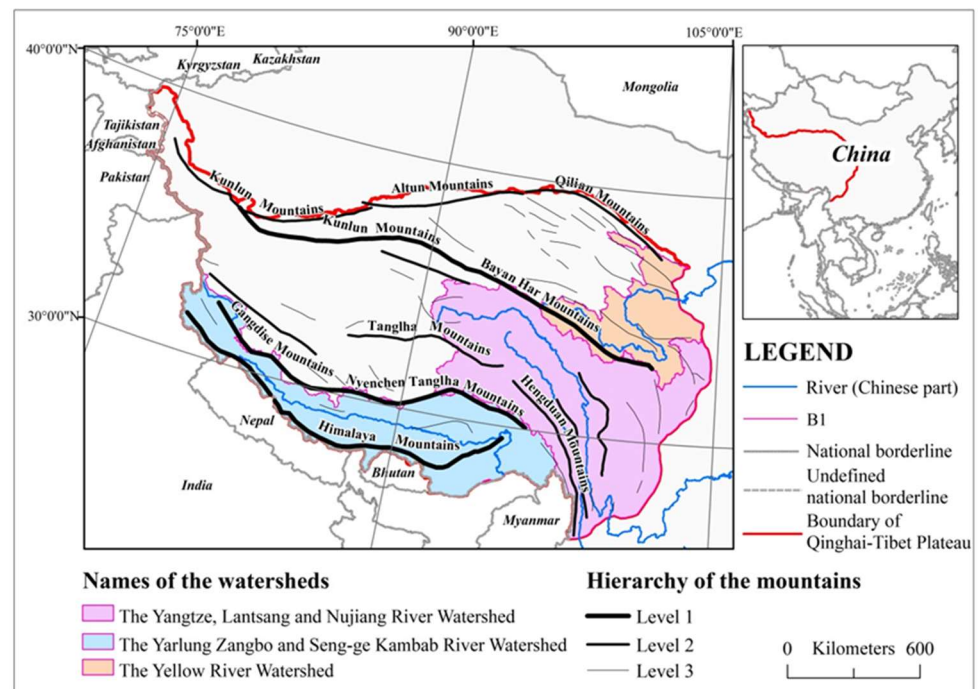 75°0'0"E
90°0'0"E
105°0'0"E
40°0'0"N
30°0'0"N
Kyrgyzstan
Kazakhstan
Mongolia
Tajikistan
Afghanistan
Pakistan
Kunlun
Mountains
Altun Mountains
Qilian Mountains
Kunlun Mountains
Bayan Har Mountains
Gangdise Mountains
Tanglha Mountains
Nyenchen Tanglha Mountains
Hengduan Mountains
Himalaya Mountains
Nepal
Bhutan
India
Myanmar
China
LEGEND
River (Chinese part)
B1
National borderline
Undefined
national borderline
Boundary of
Qinghai-Tibet Plateau
Names of the watersheds
The Yangtze, Lantsang and Nujiang River Watershed
The Yarlung Zangbo and Seng-ge Kambab River Watershed
The Yellow River Watershed
Hierarchy of the mountains
Level 1
Level 2
Level 3
0 Kilometers 600